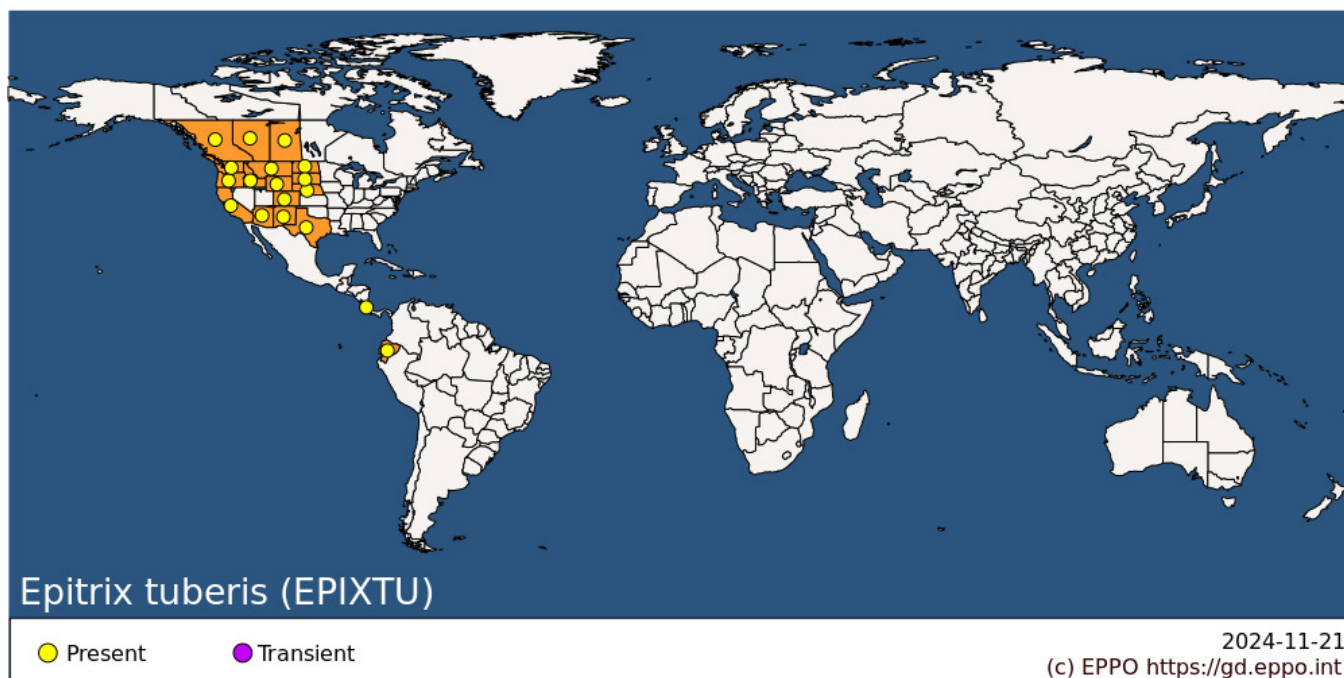 Epitrix tuberis (EPIXTU)
Present
Transient
2024-11-21
(c) EPPO https://gd.eppo.int